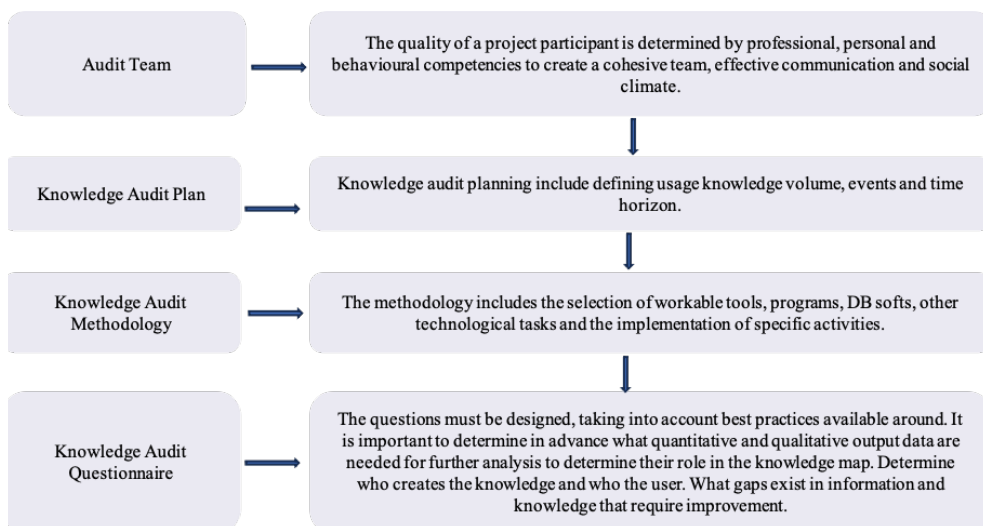 Audit Team
The quality of a project participant is determined by professional, personal and
behavioural competencies to create a cohesive team, effective communication and social
climate.
Knowledge Audit Plan
Knowledge audit planning include defining usage knowledge volume, events and time
horizon.
Knowledge Audit
Methodology
The methodology includes the selection of workable tools, programs, DB softs, other
technological tasks and the implementation of specific activities.
Knowledge Audit
Questionnaire
The questions must be designed, taking into account best practices available around. It
is important to determine in advance what quantitative and qualitative output data are
needed for further analysis to determine their role in the knowledge map. Determine
who creates the knowledge and who the user. What gaps exist in information and
knowledge that require improvement.